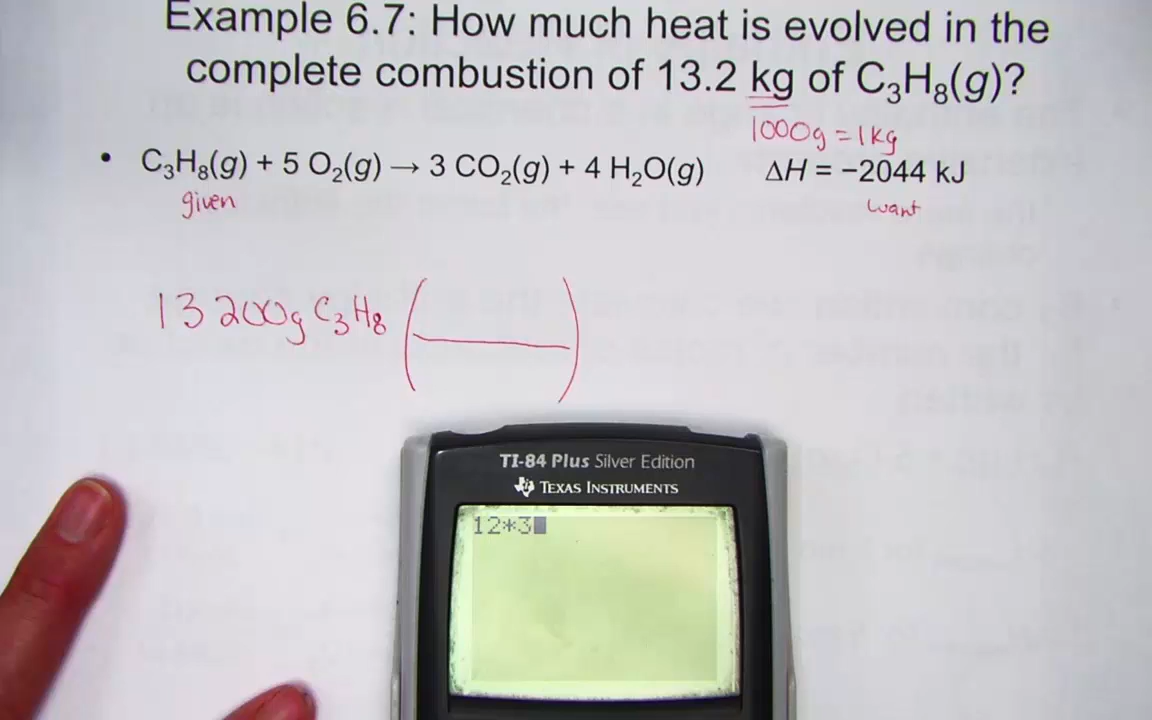 Example 6.7: How much heat is evolved in the
complete combustion of 13.2 kg of C₃H₈(g)?
1000g = 1kg
• C₃H₈(g) + 5 O₂(g) → 3 CO₂(g) + 4 H₂O(g) ΔH = −2044 kJ
given want
13200g C₃H₈
TI-84 Plus Silver Edition
TEXAS INSTRUMENTS
12*3